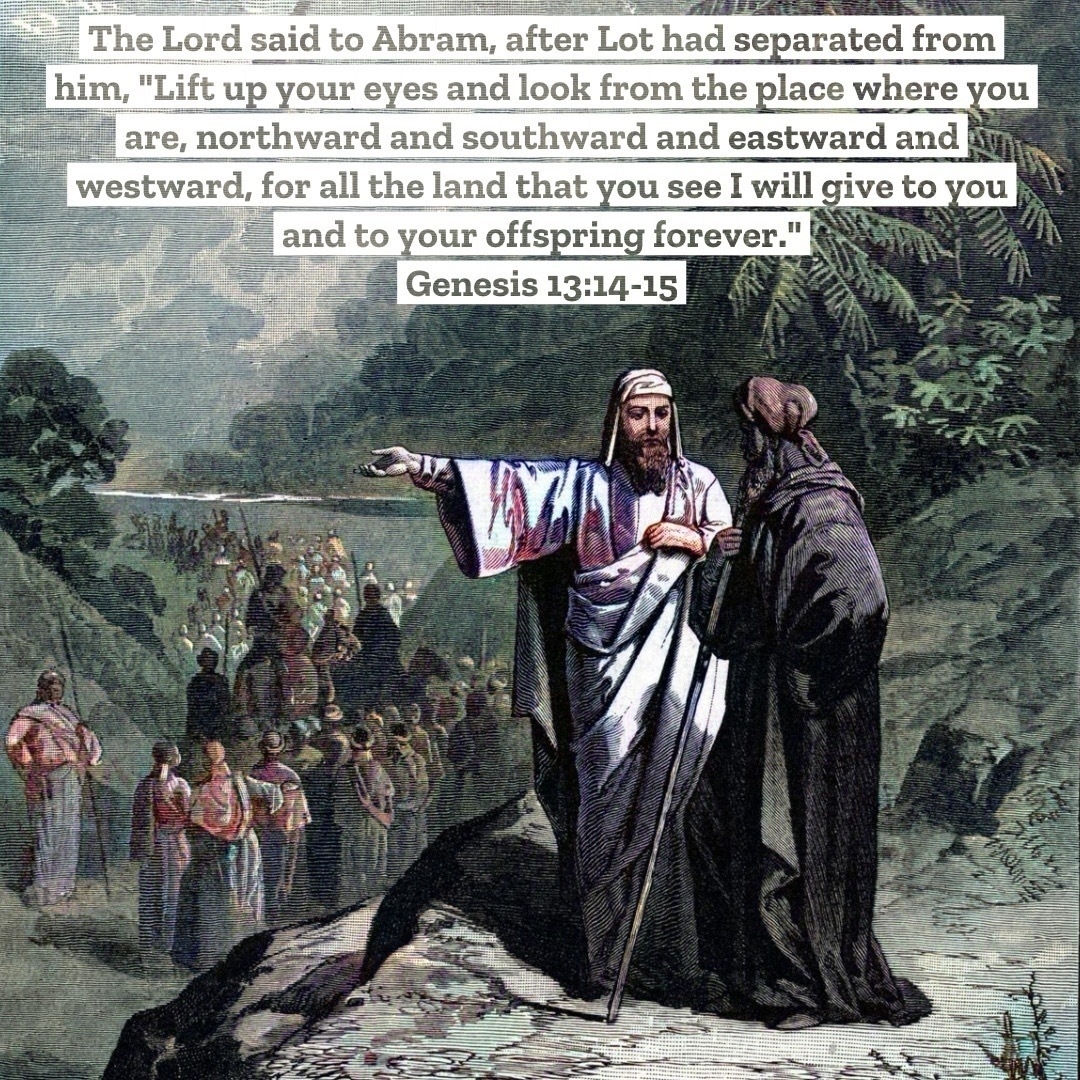 The Lord said to Abram, after Lot had separated from
him, "Lift up your eyes and look from the place where you
are, northward and southward and eastward and
westward, for all the land that you see I will give to you
and to your offspring forever."
Genesis 13:14-15